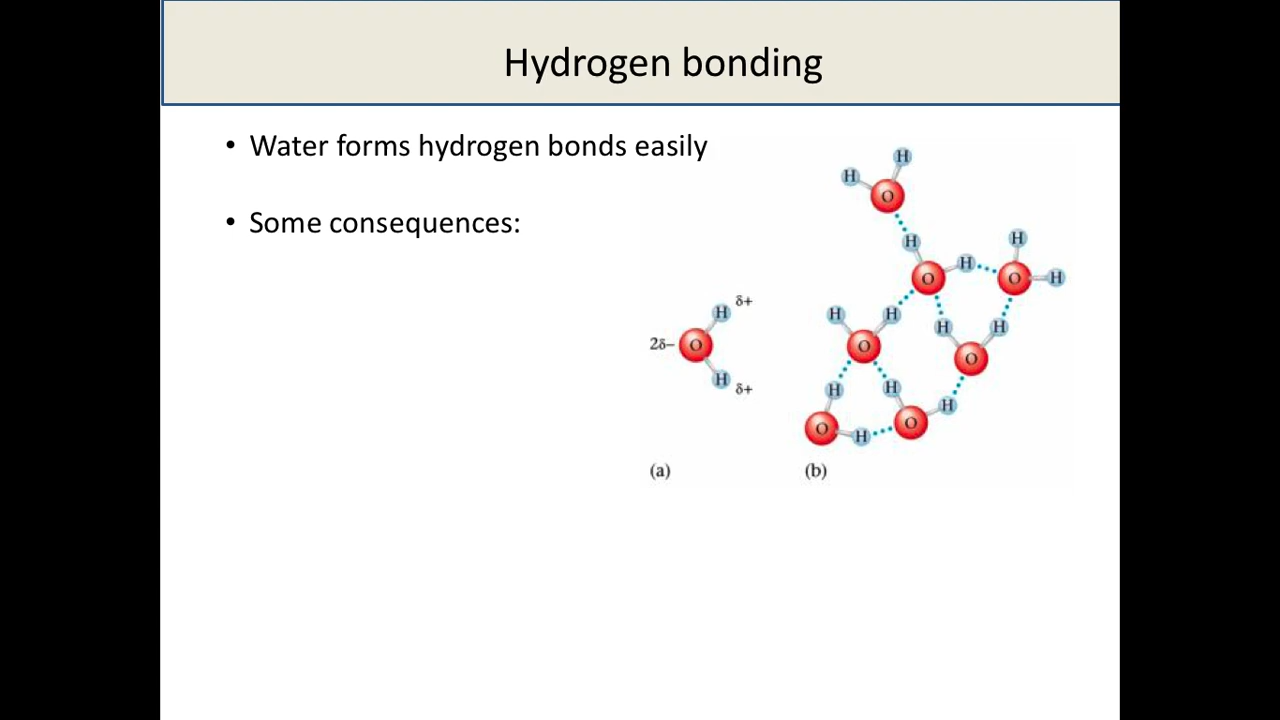 Hydrogen bonding
• Water forms hydrogen bonds easily
• Some consequences:
H δ+
2δ– O
H δ+
(a)
H
H
O
H
H
H
O
O
H
H
H
H
H
O
O
H
H
H
O
O
H
(b)